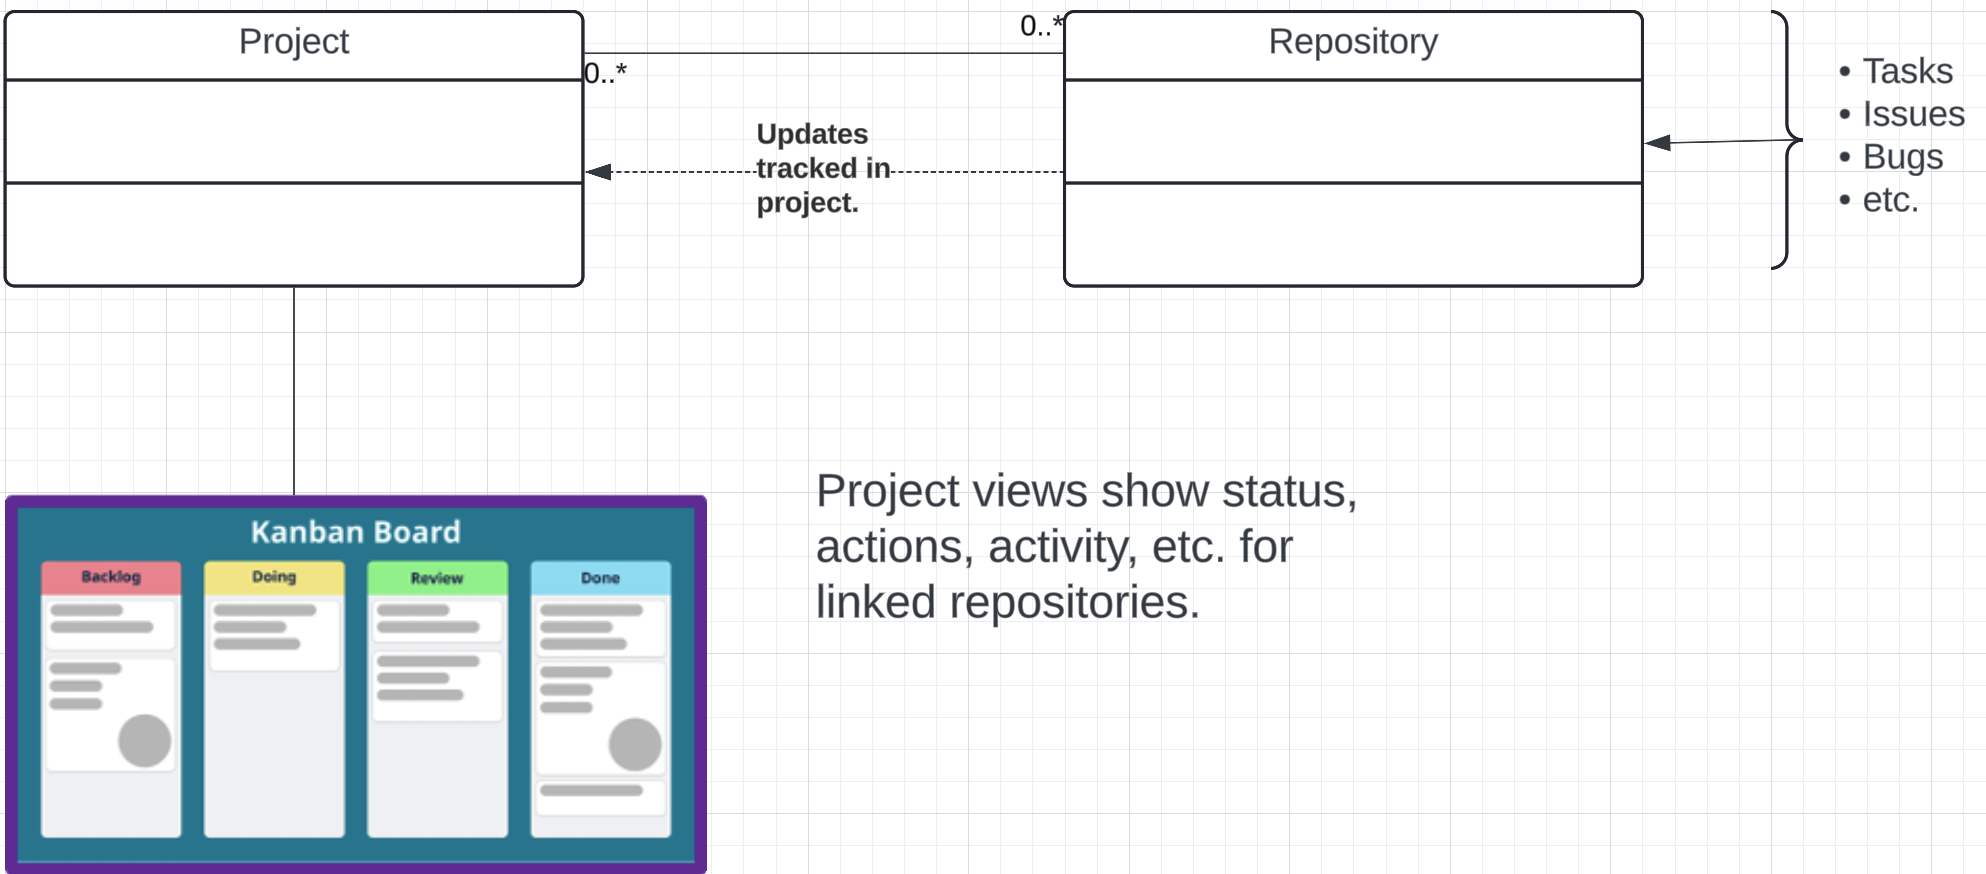 Project
0..*
0..*
Repository
Updates
tracked in
project.
• Tasks
• Issues
• Bugs
• etc.
Kanban Board
Backlog
Doing
Review
Done
Project views show status,
actions, activity, etc. for
linked repositories.